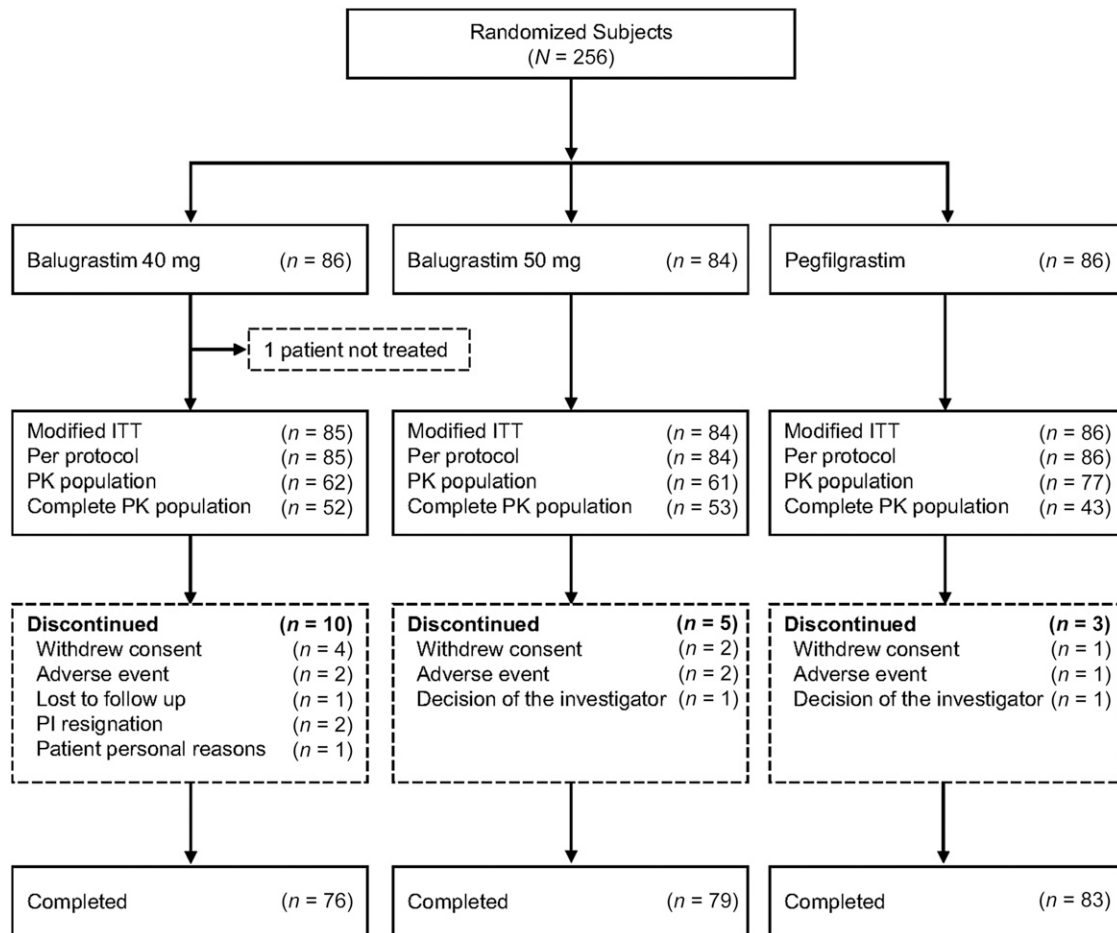 Randomized Subjects
(N = 256)
Balugrastim 40 mg (n = 86)
Balugrastim 50 mg (n = 84)
Pegfilgrastim (n = 86)
1 patient not treated
Modified ITT (n = 85)
Per protocol (n = 85)
PK population (n = 62)
Complete PK population (n = 52)
Modified ITT (n = 84)
Per protocol (n = 84)
PK population (n = 61)
Complete PK population (n = 53)
Modified ITT (n = 86)
Per protocol (n = 86)
PK population (n = 77)
Complete PK population (n = 43)
Discontinued (n = 10)
Withdrew consent (n = 4)
Adverse event (n = 2)
Lost to follow up (n = 1)
PI resignation (n = 2)
Patient personal reasons (n = 1)
Discontinued (n = 5)
Withdrew consent (n = 2)
Adverse event (n = 2)
Decision of the investigator (n = 1)
Discontinued (n = 3)
Withdrew consent (n = 1)
Adverse event (n = 1)
Decision of the investigator (n = 1)
Completed (n = 76)
Completed (n = 79)
Completed (n = 83)